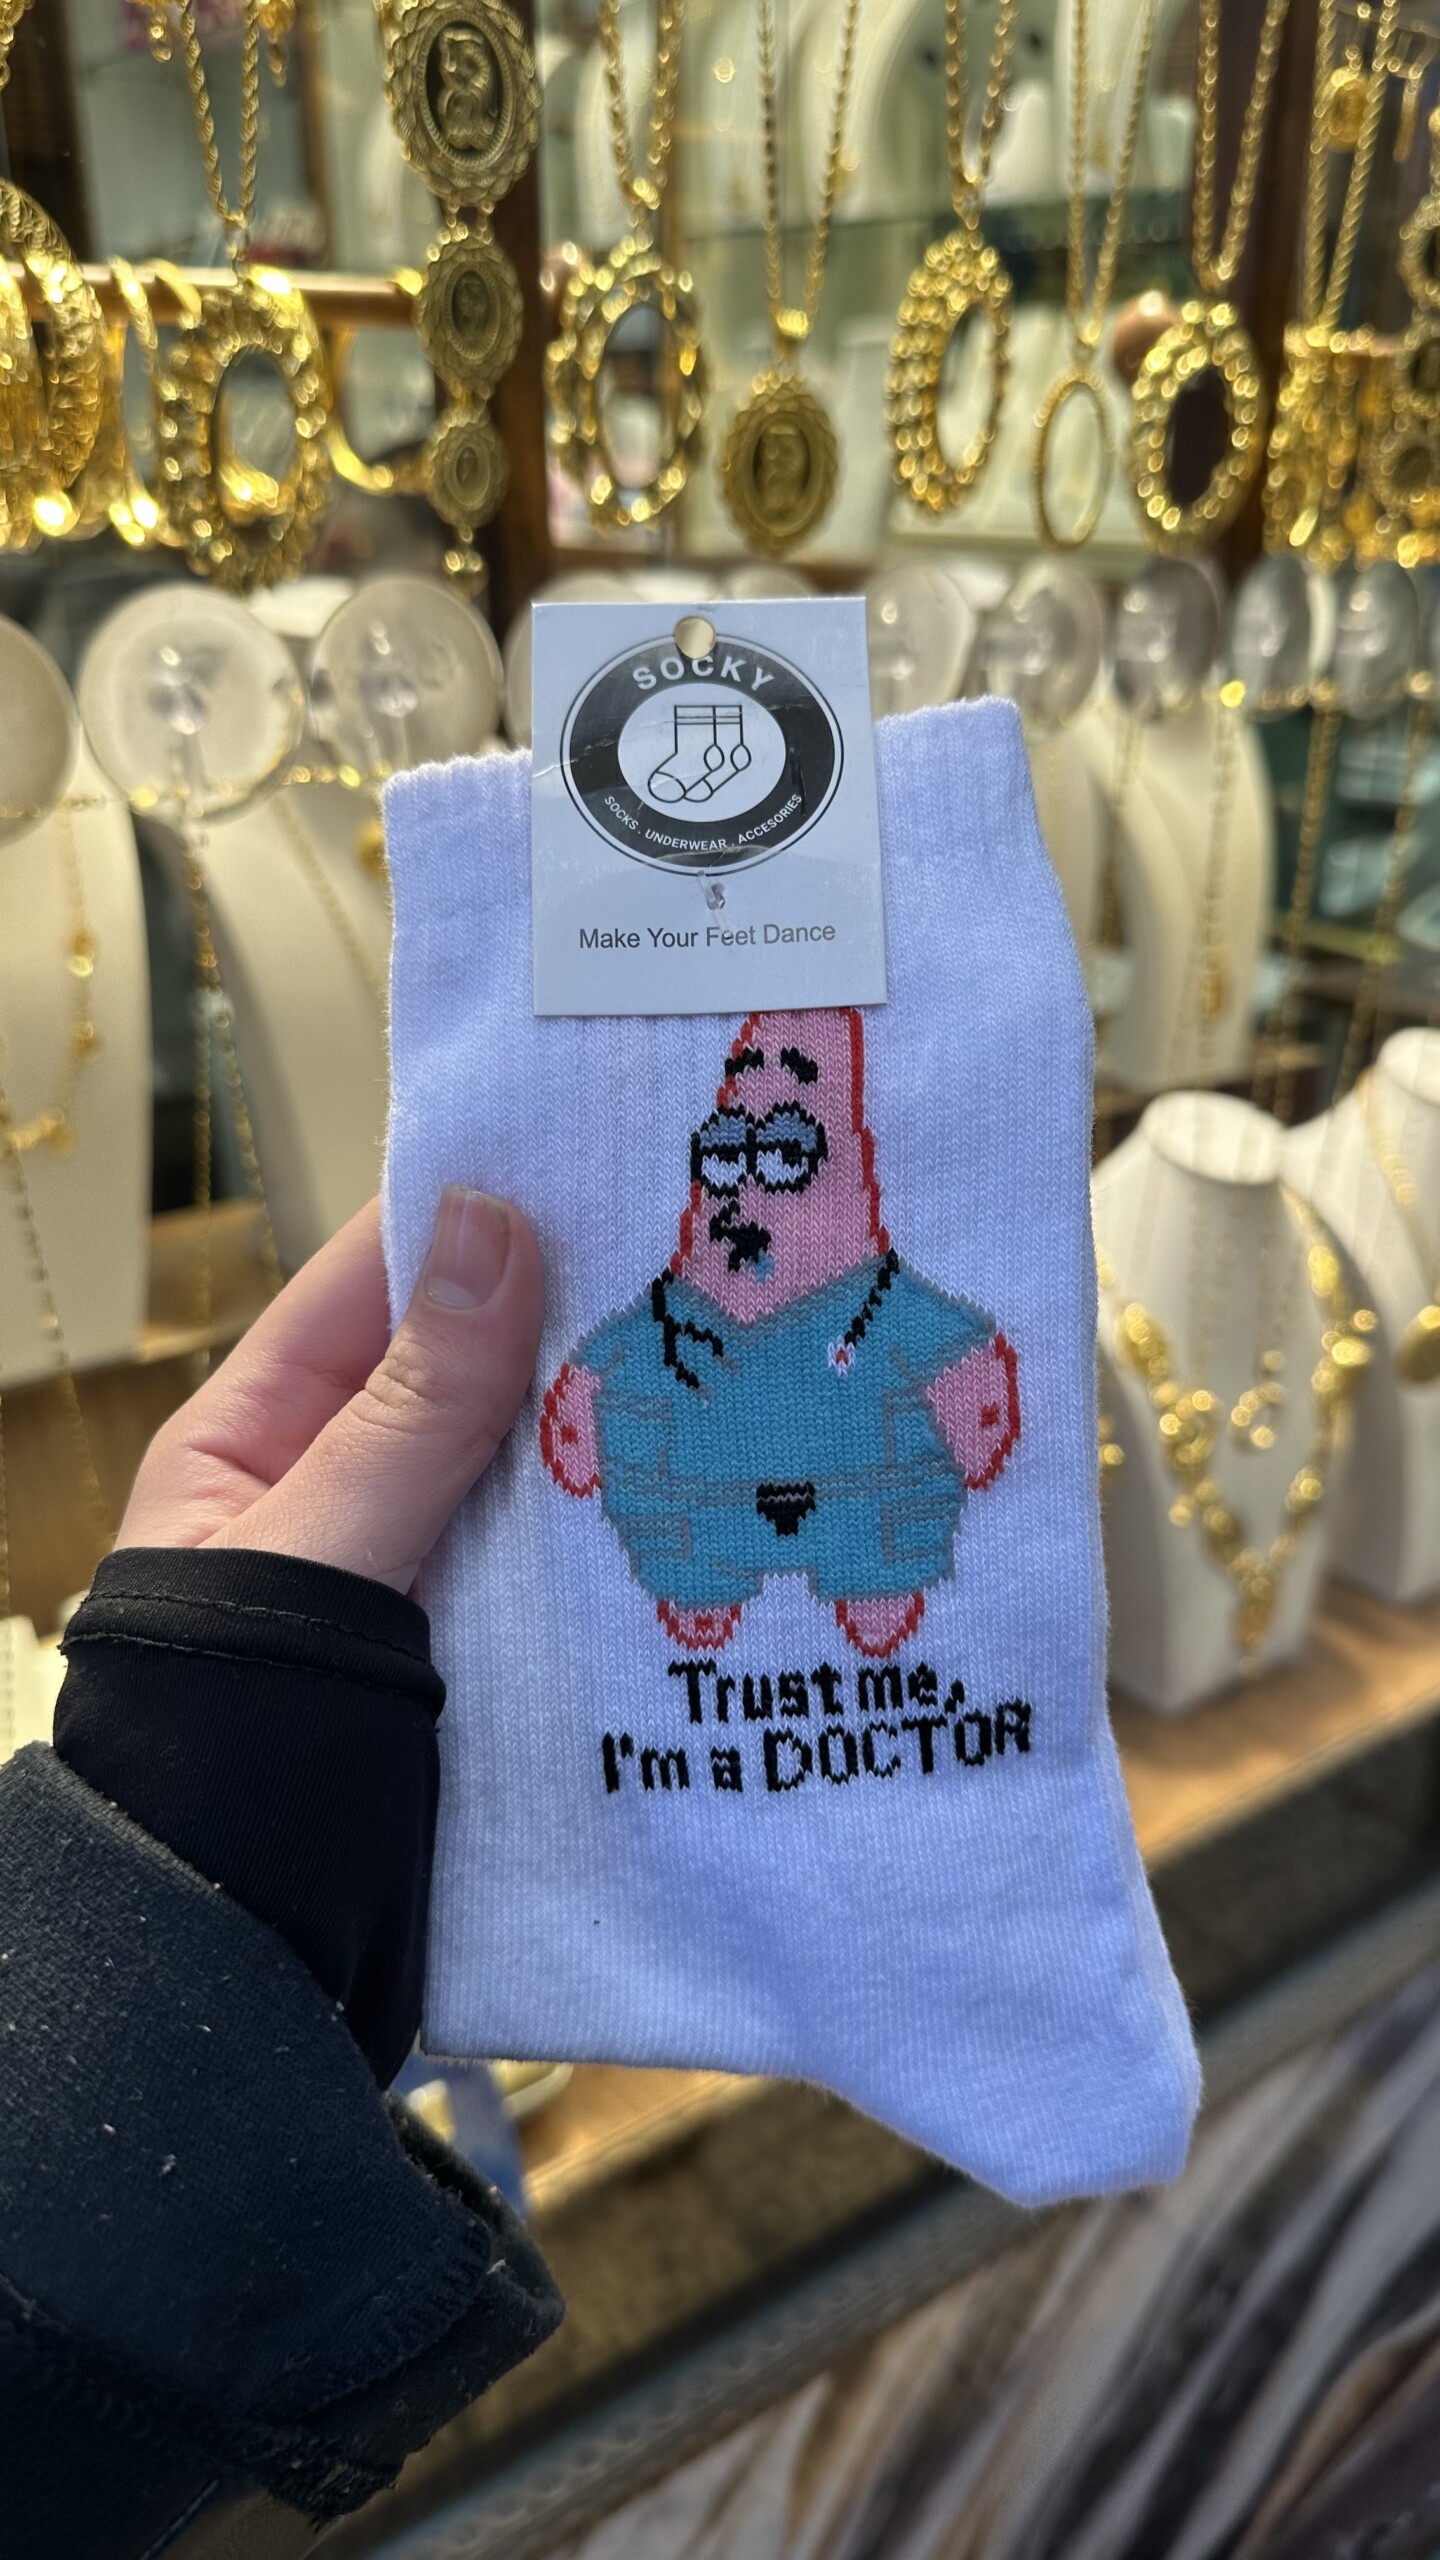 SOCKY
SOCKS . UNDERWEAR . ACCESORIES
Make Your Feet Dance
Trust me,
I'm a DOCTOR